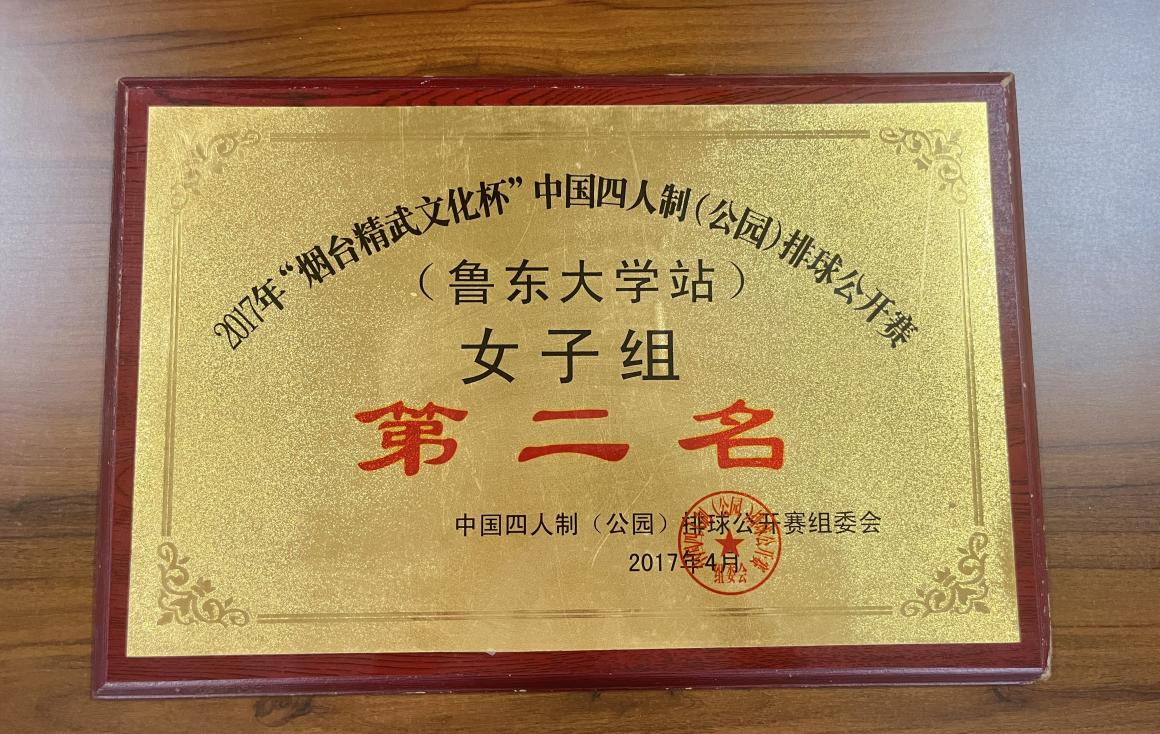 2017年“烟台精武文化杯”中国四人制(公园)排球公开赛
（鲁东大学站）
女子组
第二名
中国四人制（公园）排球公开赛组委会
2017年4月
组委会